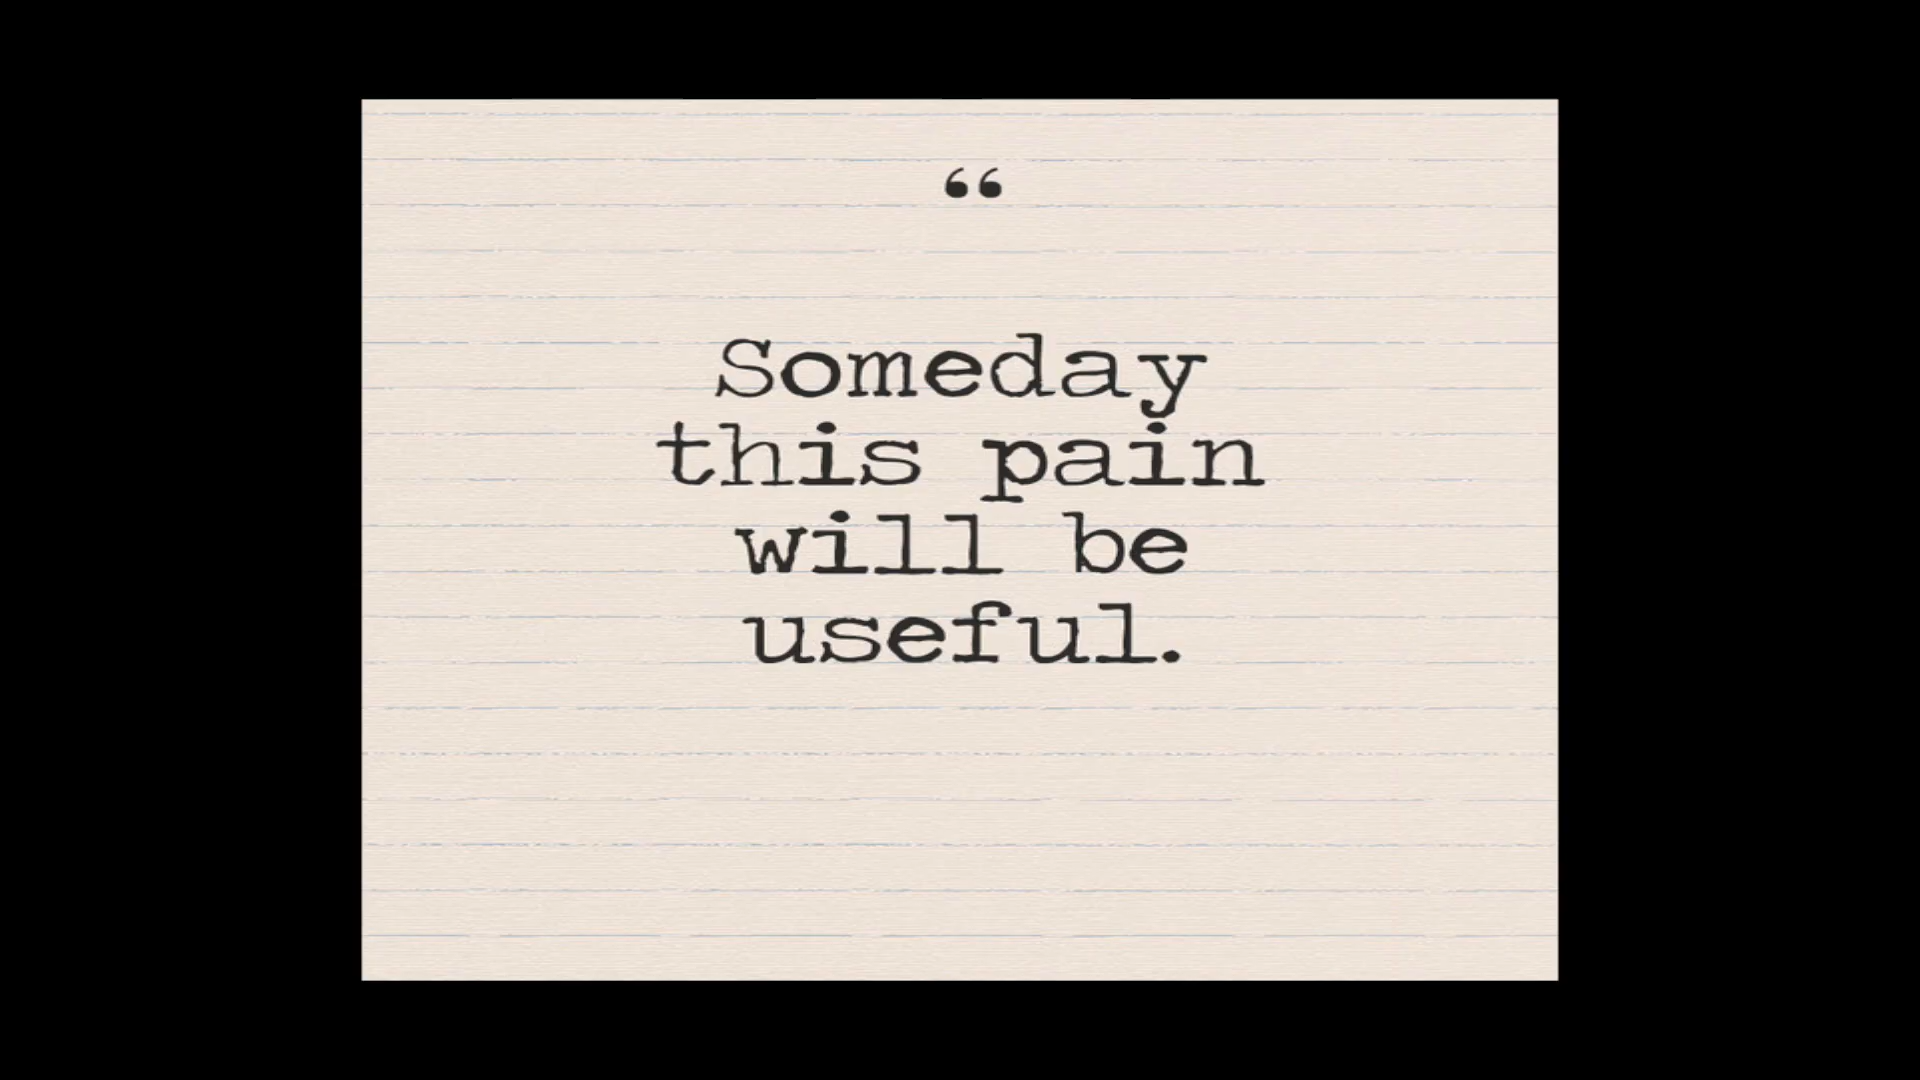 “
Someday
this pain
will be
useful.